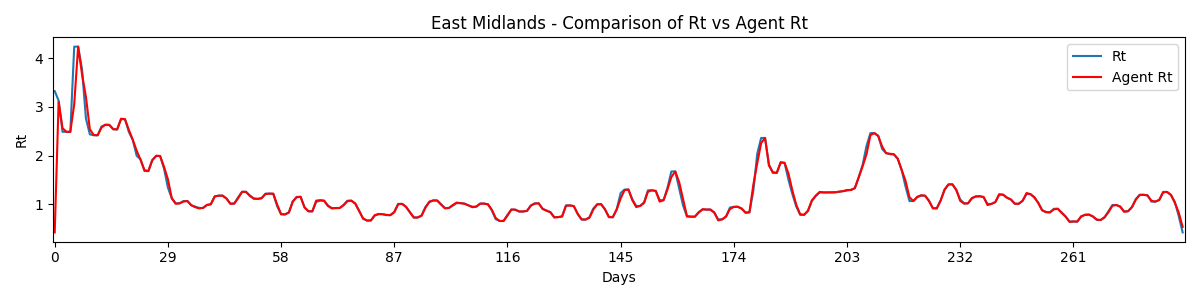 East Midlands - Comparison of Rt vs Agent Rt
Rt
Agent Rt
4
3
2
1
Rt
0 29 58 87 116 145 174 203 232 261
Days